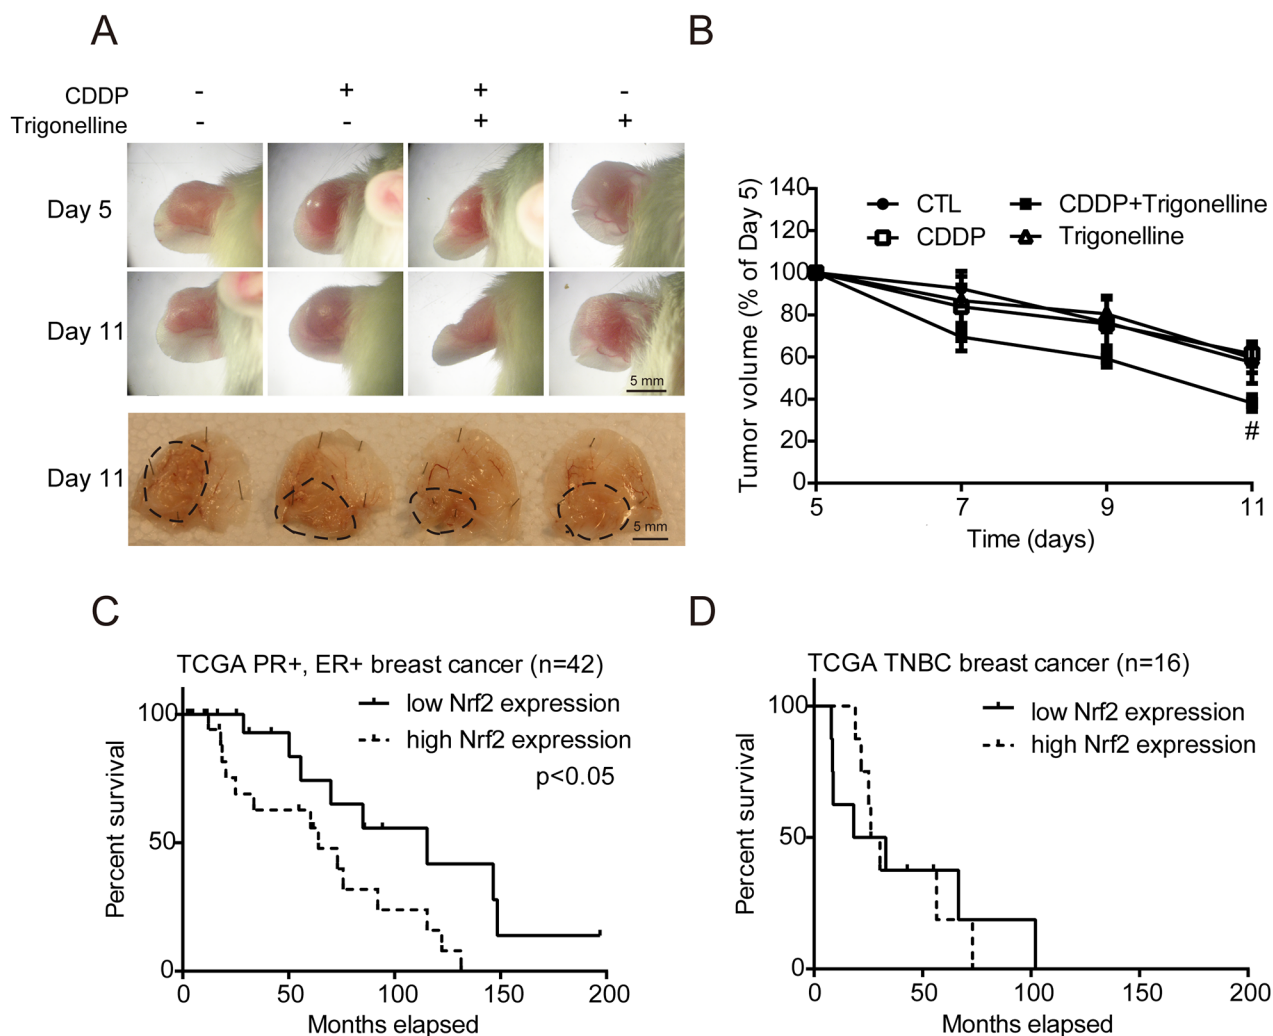 A
CDDP - + + -
Trigonelline - - + +
Day 5
Day 11
5 mm
Day 11
5 mm
B
Tumor volume (% of Day 5)
140
120
100
80
60
40
20
0
CTL
CDDP
CDDP+Trigonelline
Trigonelline
#
5 7 9 11
Time (days)
C
TCGA PR+, ER+ breast cancer (n=42)
low Nrf2 expression
high Nrf2 expression
p<0.05
Percent survival
100
50
0
0 50 100 150 200
Months elapsed
D
TCGA TNBC breast cancer (n=16)
low Nrf2 expression
high Nrf2 expression
Percent survival
100
50
0
0 50 100 150 200
Months elapsed